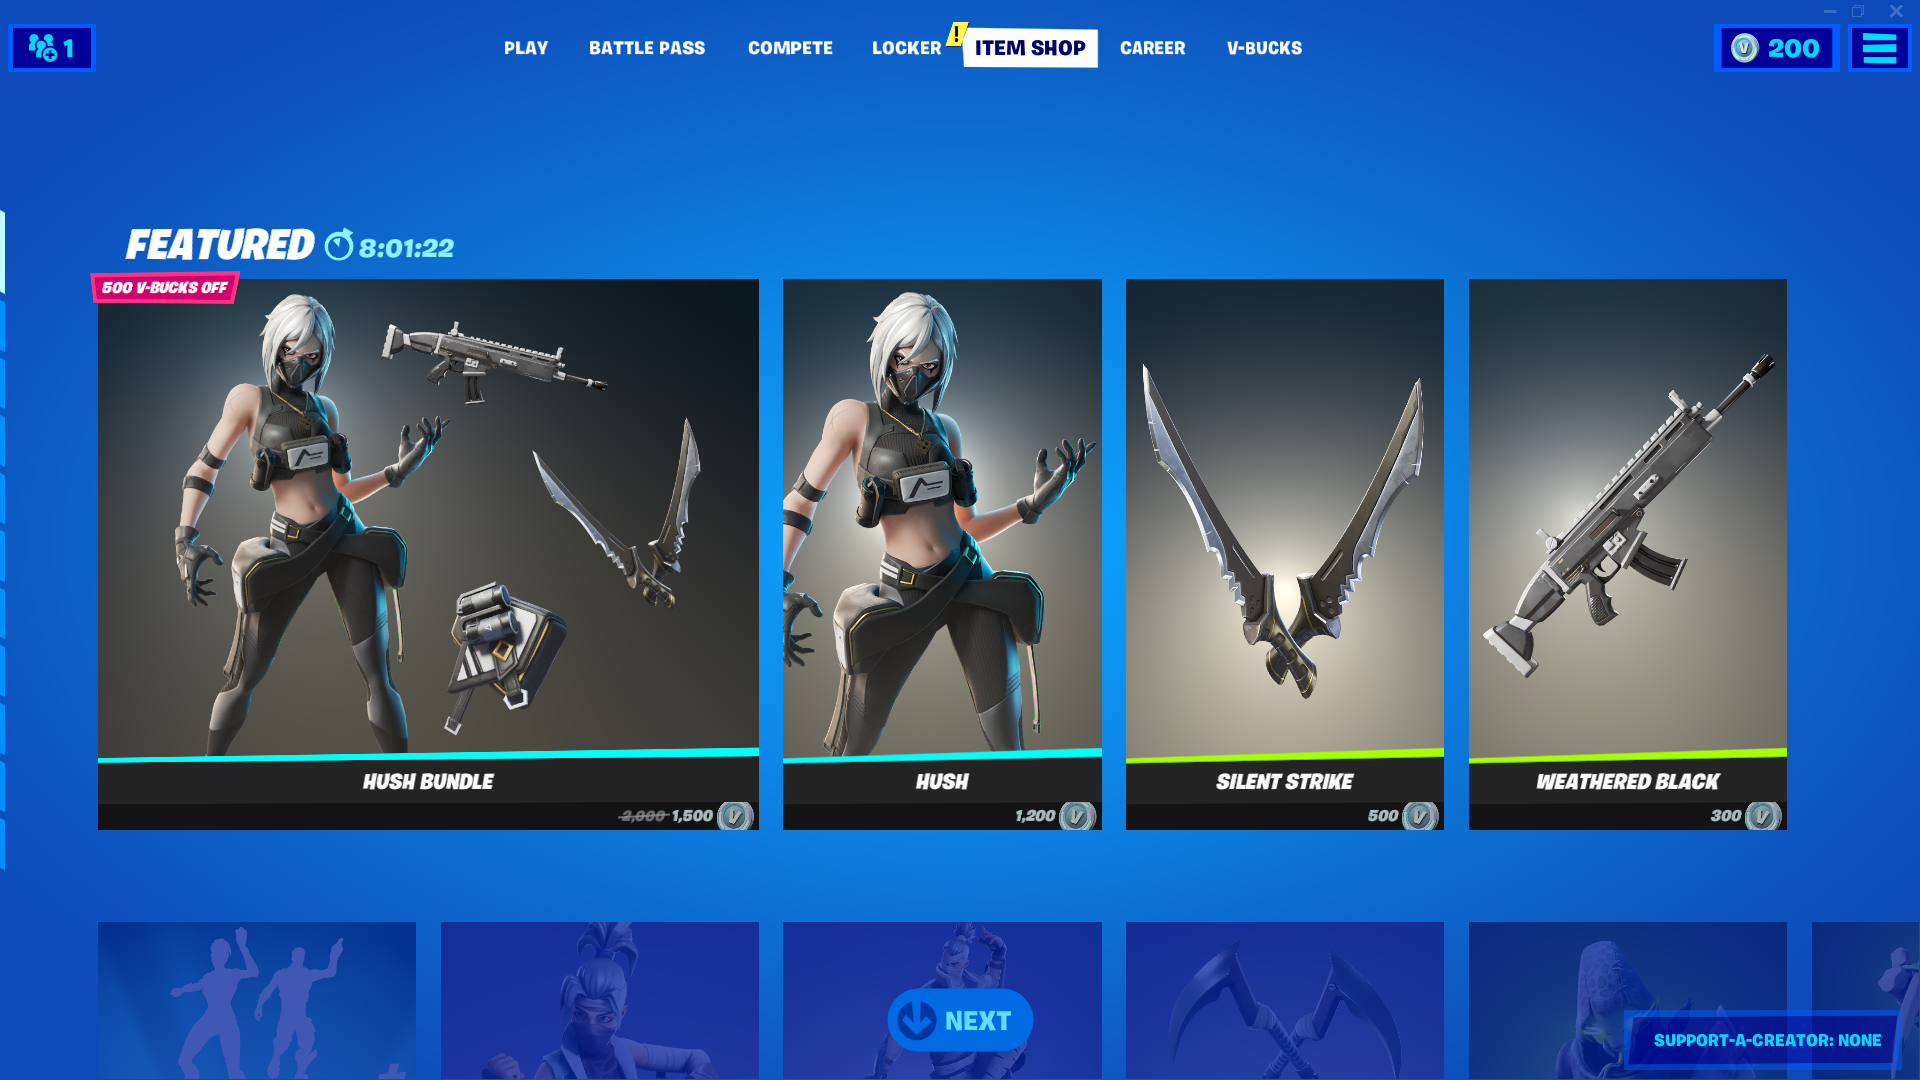 1
PLAY
BATTLE PASS
COMPETE
LOCKER
!
ITEM SHOP
CAREER
V-BUCKS
V 200
FEATURED 8:01:22
500 V-BUCKS OFF
HUSH BUNDLE
2,000 1,500 V
HUSH
1,200 V
SILENT STRIKE
500 V
WEATHERED BLACK
300 V
NEXT
SUPPORT-A-CREATOR: NONE